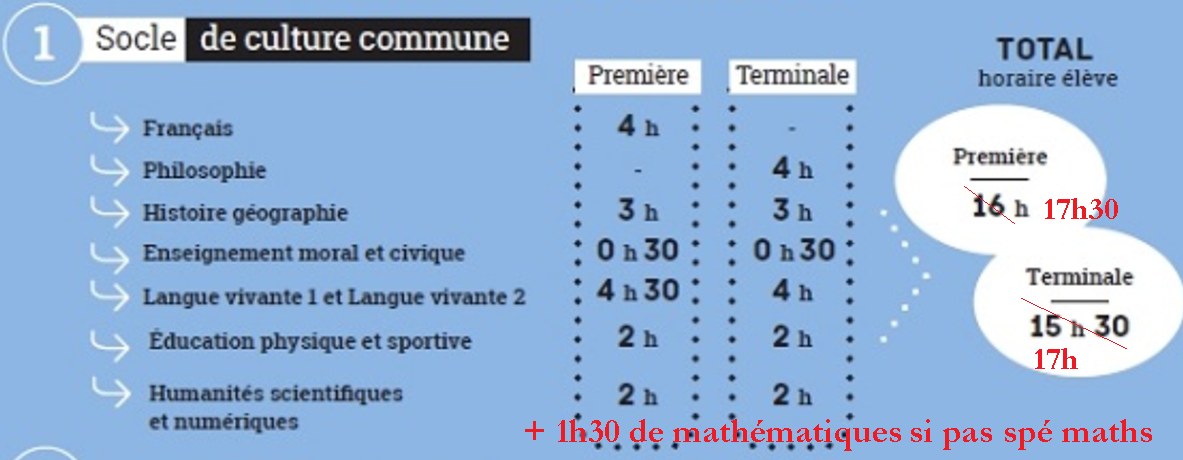 1 Socle de culture commune
TOTAL
horaire élève
Première Terminale
Français 4 h -
Philosophie - 4 h
Histoire géographie 3 h 3 h
Enseignement moral et civique 0 h 30 0 h 30
Langue vivante 1 et Langue vivante 2 4 h 30 4 h
Éducation physique et sportive 2 h 2 h
Humanités scientifiques
et numériques 2 h 2 h
Première
16 h 17h30
Terminale
15 h 30
17h
+ 1h30 de mathématiques si pas spé maths